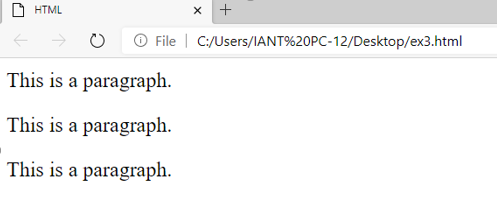 HTML
File C:/Users/IANT%20PC-12/Desktop/ex3.html
This is a paragraph.
This is a paragraph.
This is a paragraph.